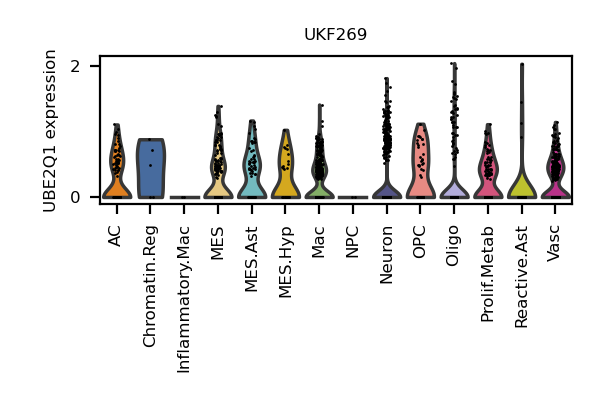 UKF269
UBE2Q1 expression
2
0
AC
Chromatin.Reg
Inflammatory.Mac
MES
MES.Ast
MES.Hyp
Mac
NPC
Neuron
OPC
Oligo
Prolif.Metab
Reactive.Ast
Vasc